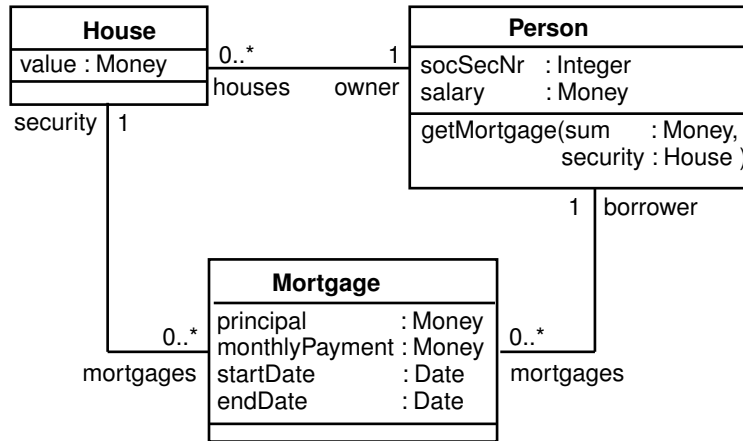 House
value : Money
Person
socSecNr : Integer
salary : Money
getMortgage(sum : Money,
security : House )
0..*
1
houses
owner
security
1
1
borrower
Mortgage
principal : Money
monthlyPayment : Money
startDate : Date
endDate : Date
0..*
mortgages
0..*
mortgages